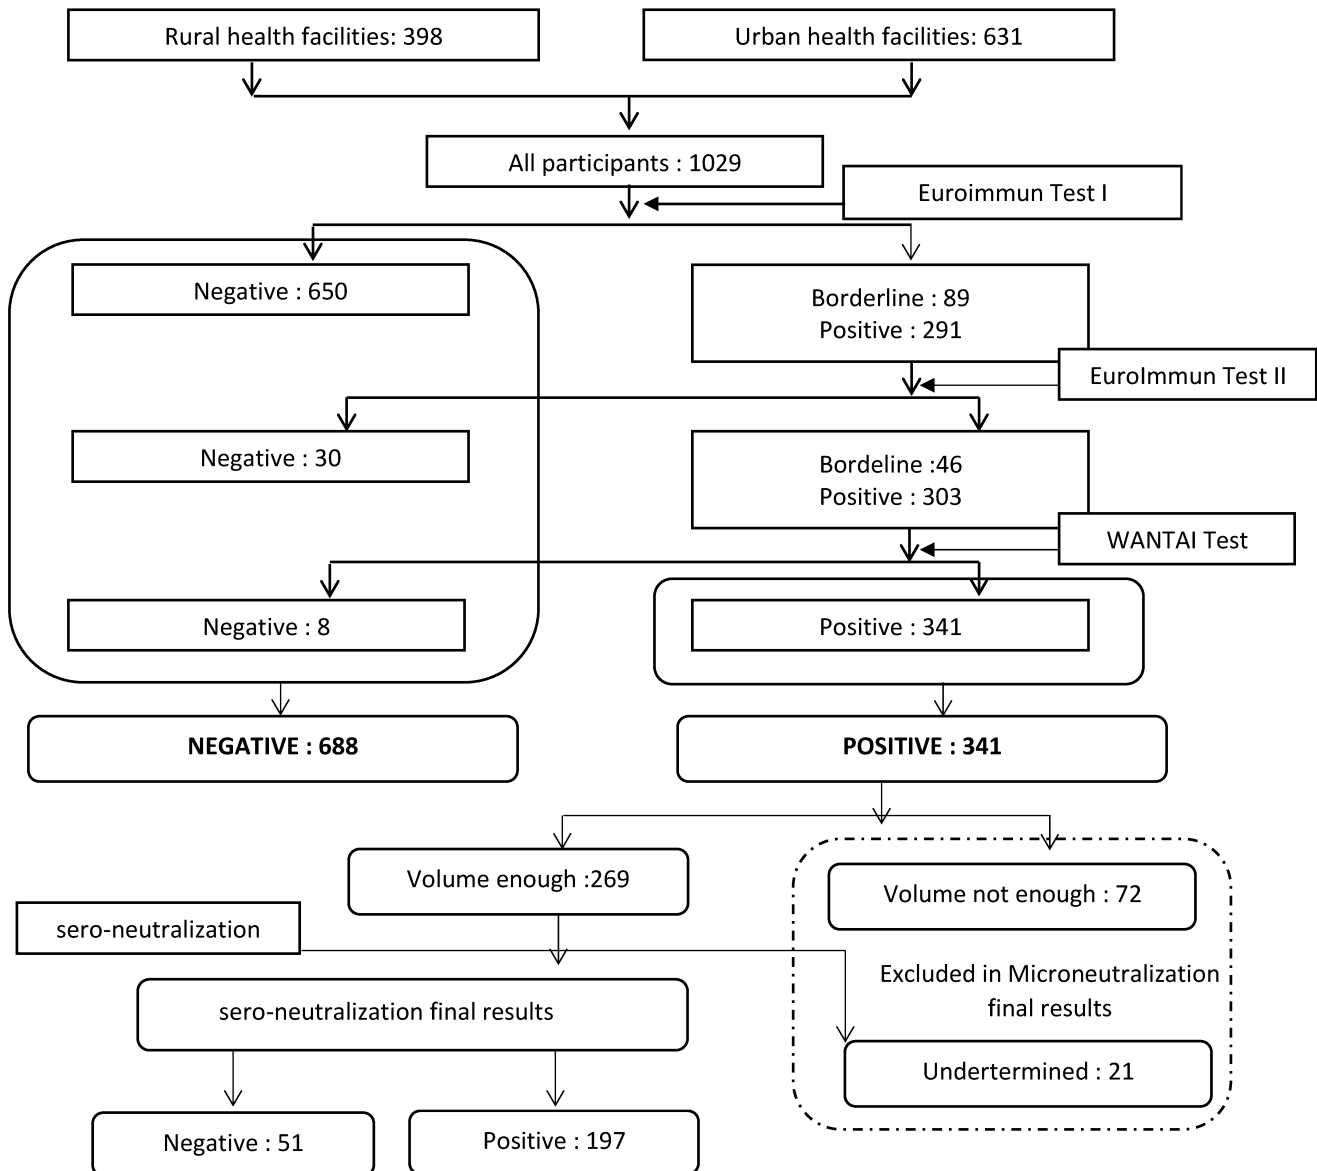 Rural health facilities: 398
Urban health facilities: 631
All participants : 1029
Euroimmun Test I
Negative : 650
Borderline : 89
Positive : 291
EuroImmun Test II
Negative : 30
Bordeline :46
Positive : 303
WANTAI Test
Negative : 8
Positive : 341
NEGATIVE : 688
POSITIVE : 341
Volume enough :269
Volume not enough : 72
sero-neutralization
Excluded in Microneutralization
final results
sero-neutralization final results
Undertermined : 21
Negative : 51
Positive : 197